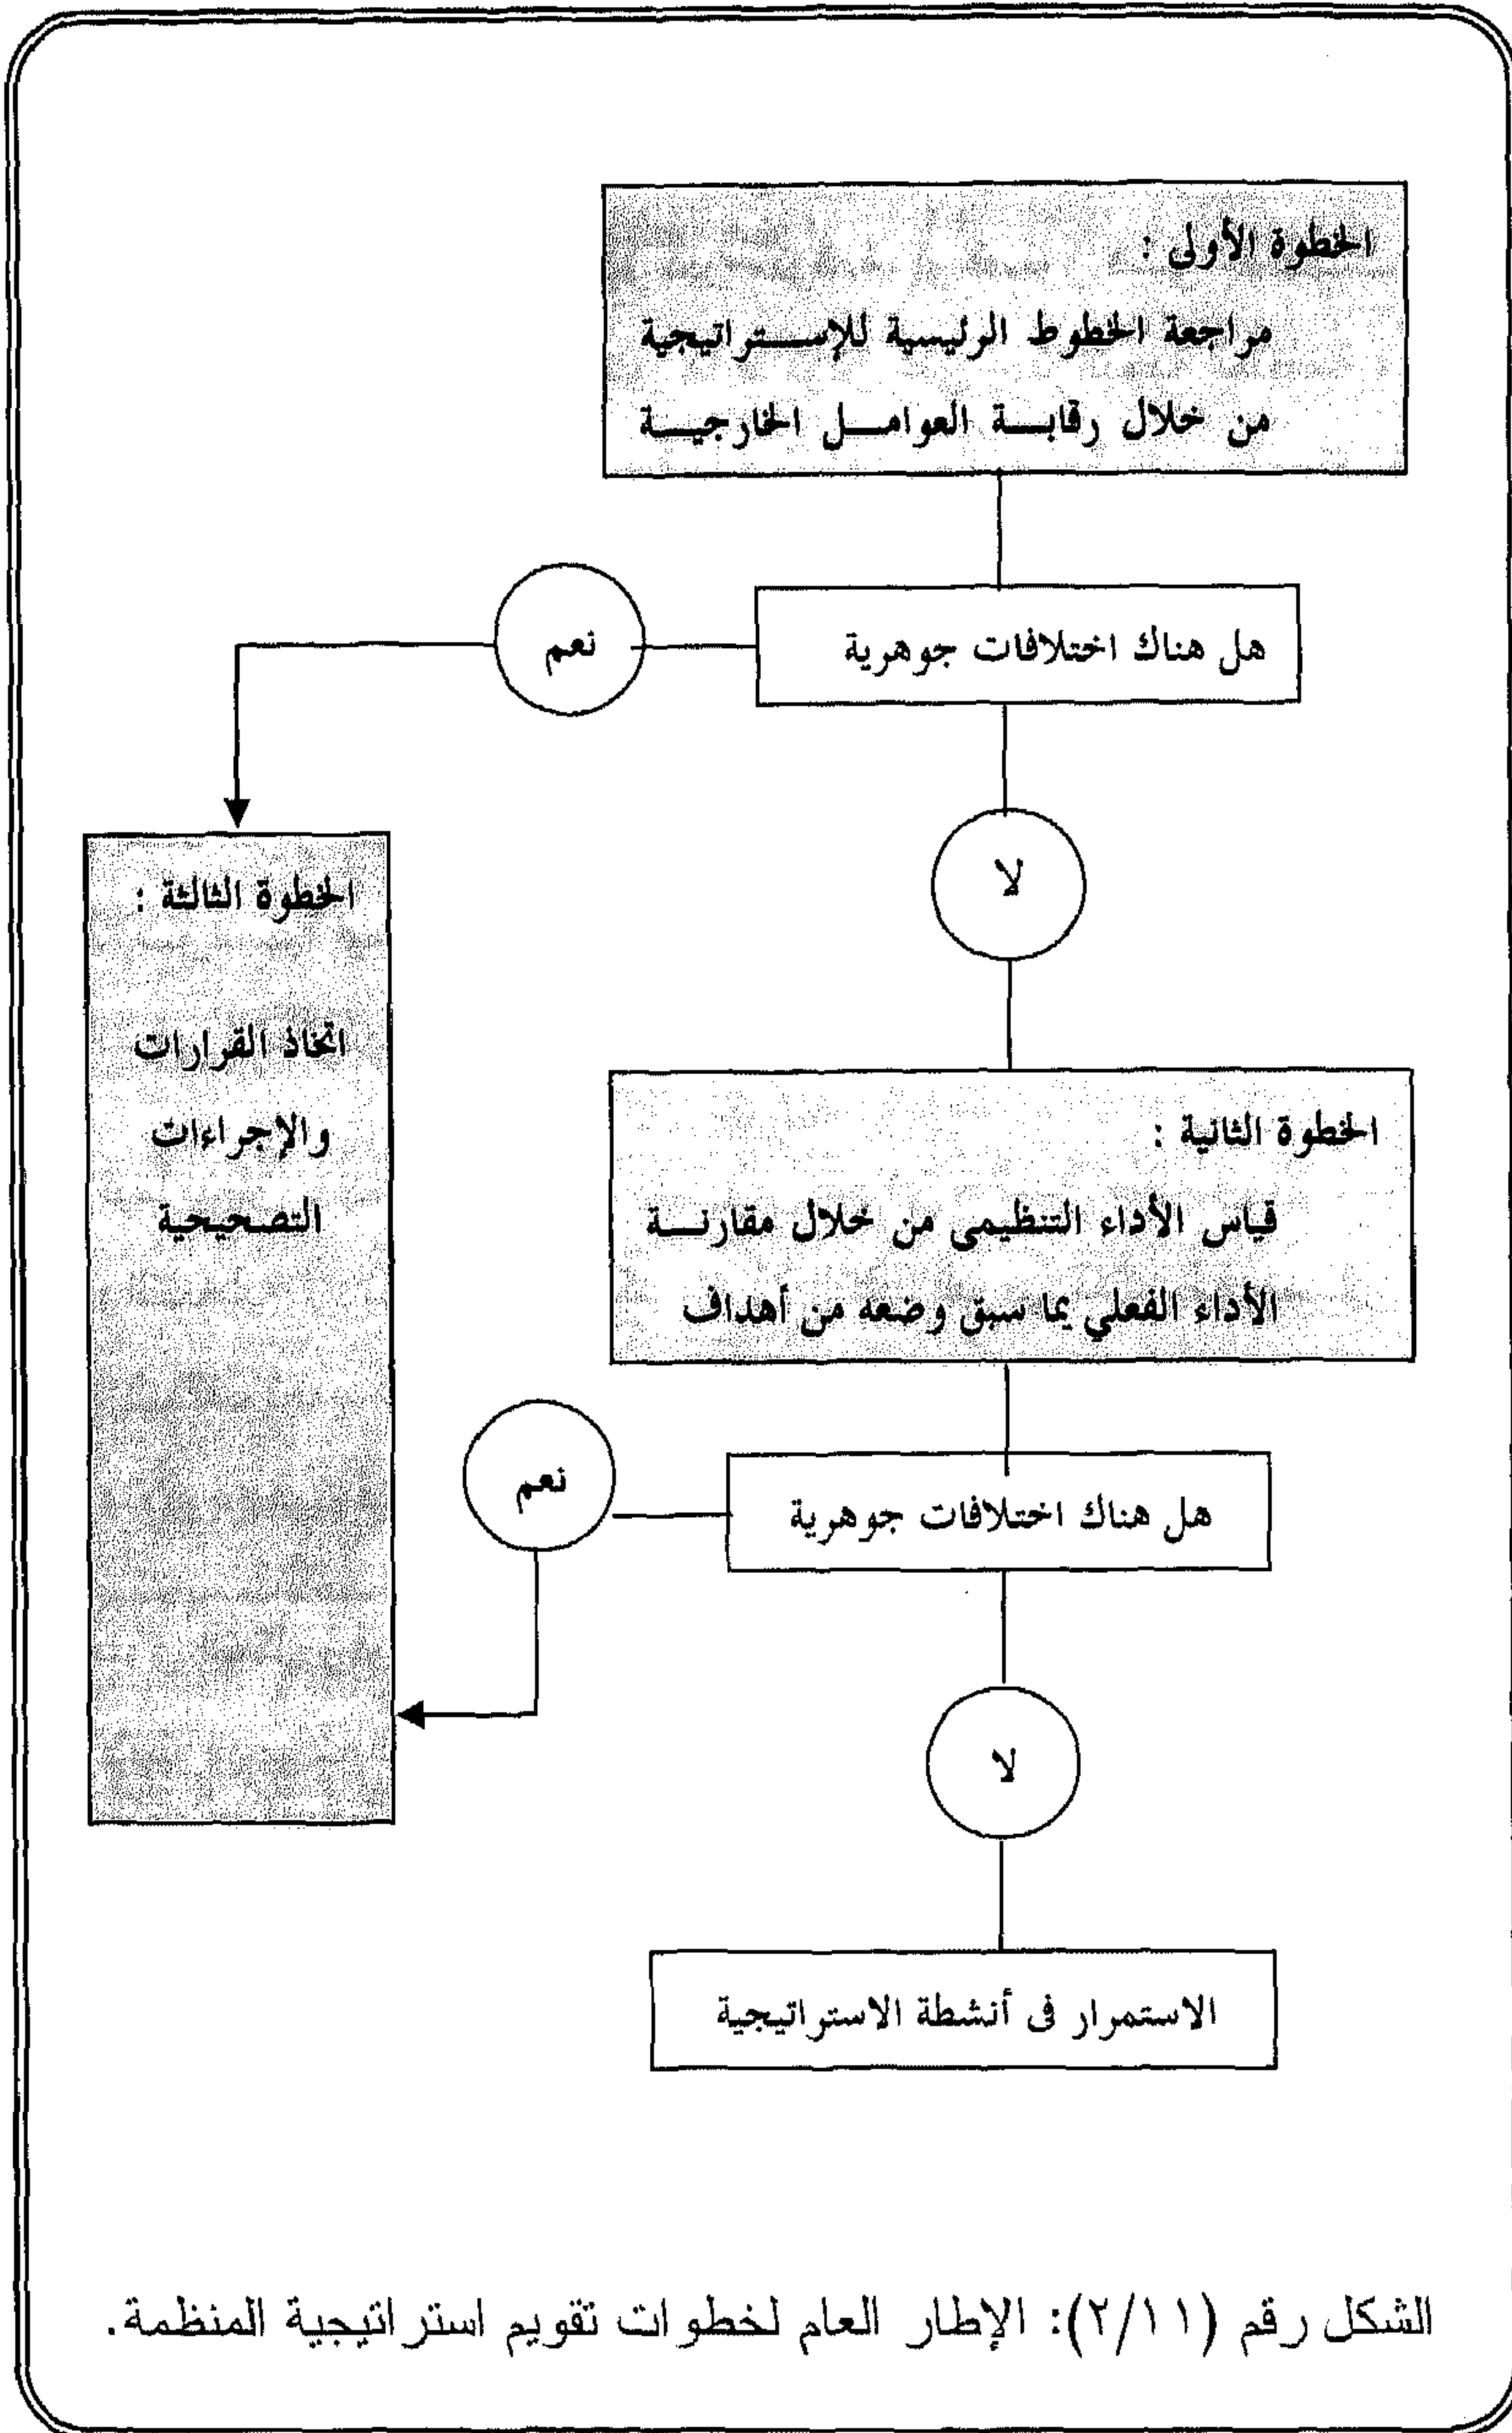 الخطوة الأولى :
مراجعة الخطوط الرئيسية للإستراتيجية
من خلال رقابة العوامل الخارجية
هل هناك اختلافات جوهرية
نعم
لا
الخطوة الثالثة :
اتخاذ القرارات
والإجراءات
التصحيحية
الخطوة الثانية :
قياس الأداء التنظيمى من خلال مقارنة
الأداء الفعلي بما سبق وضعه من أهداف
هل هناك اختلافات جوهرية
نعم
لا
الاستمرار فى أنشطة الاستراتيجية
الشكل رقم (٢/١١): الإطار العام لخطوات تقويم استراتيجية المنظمة.